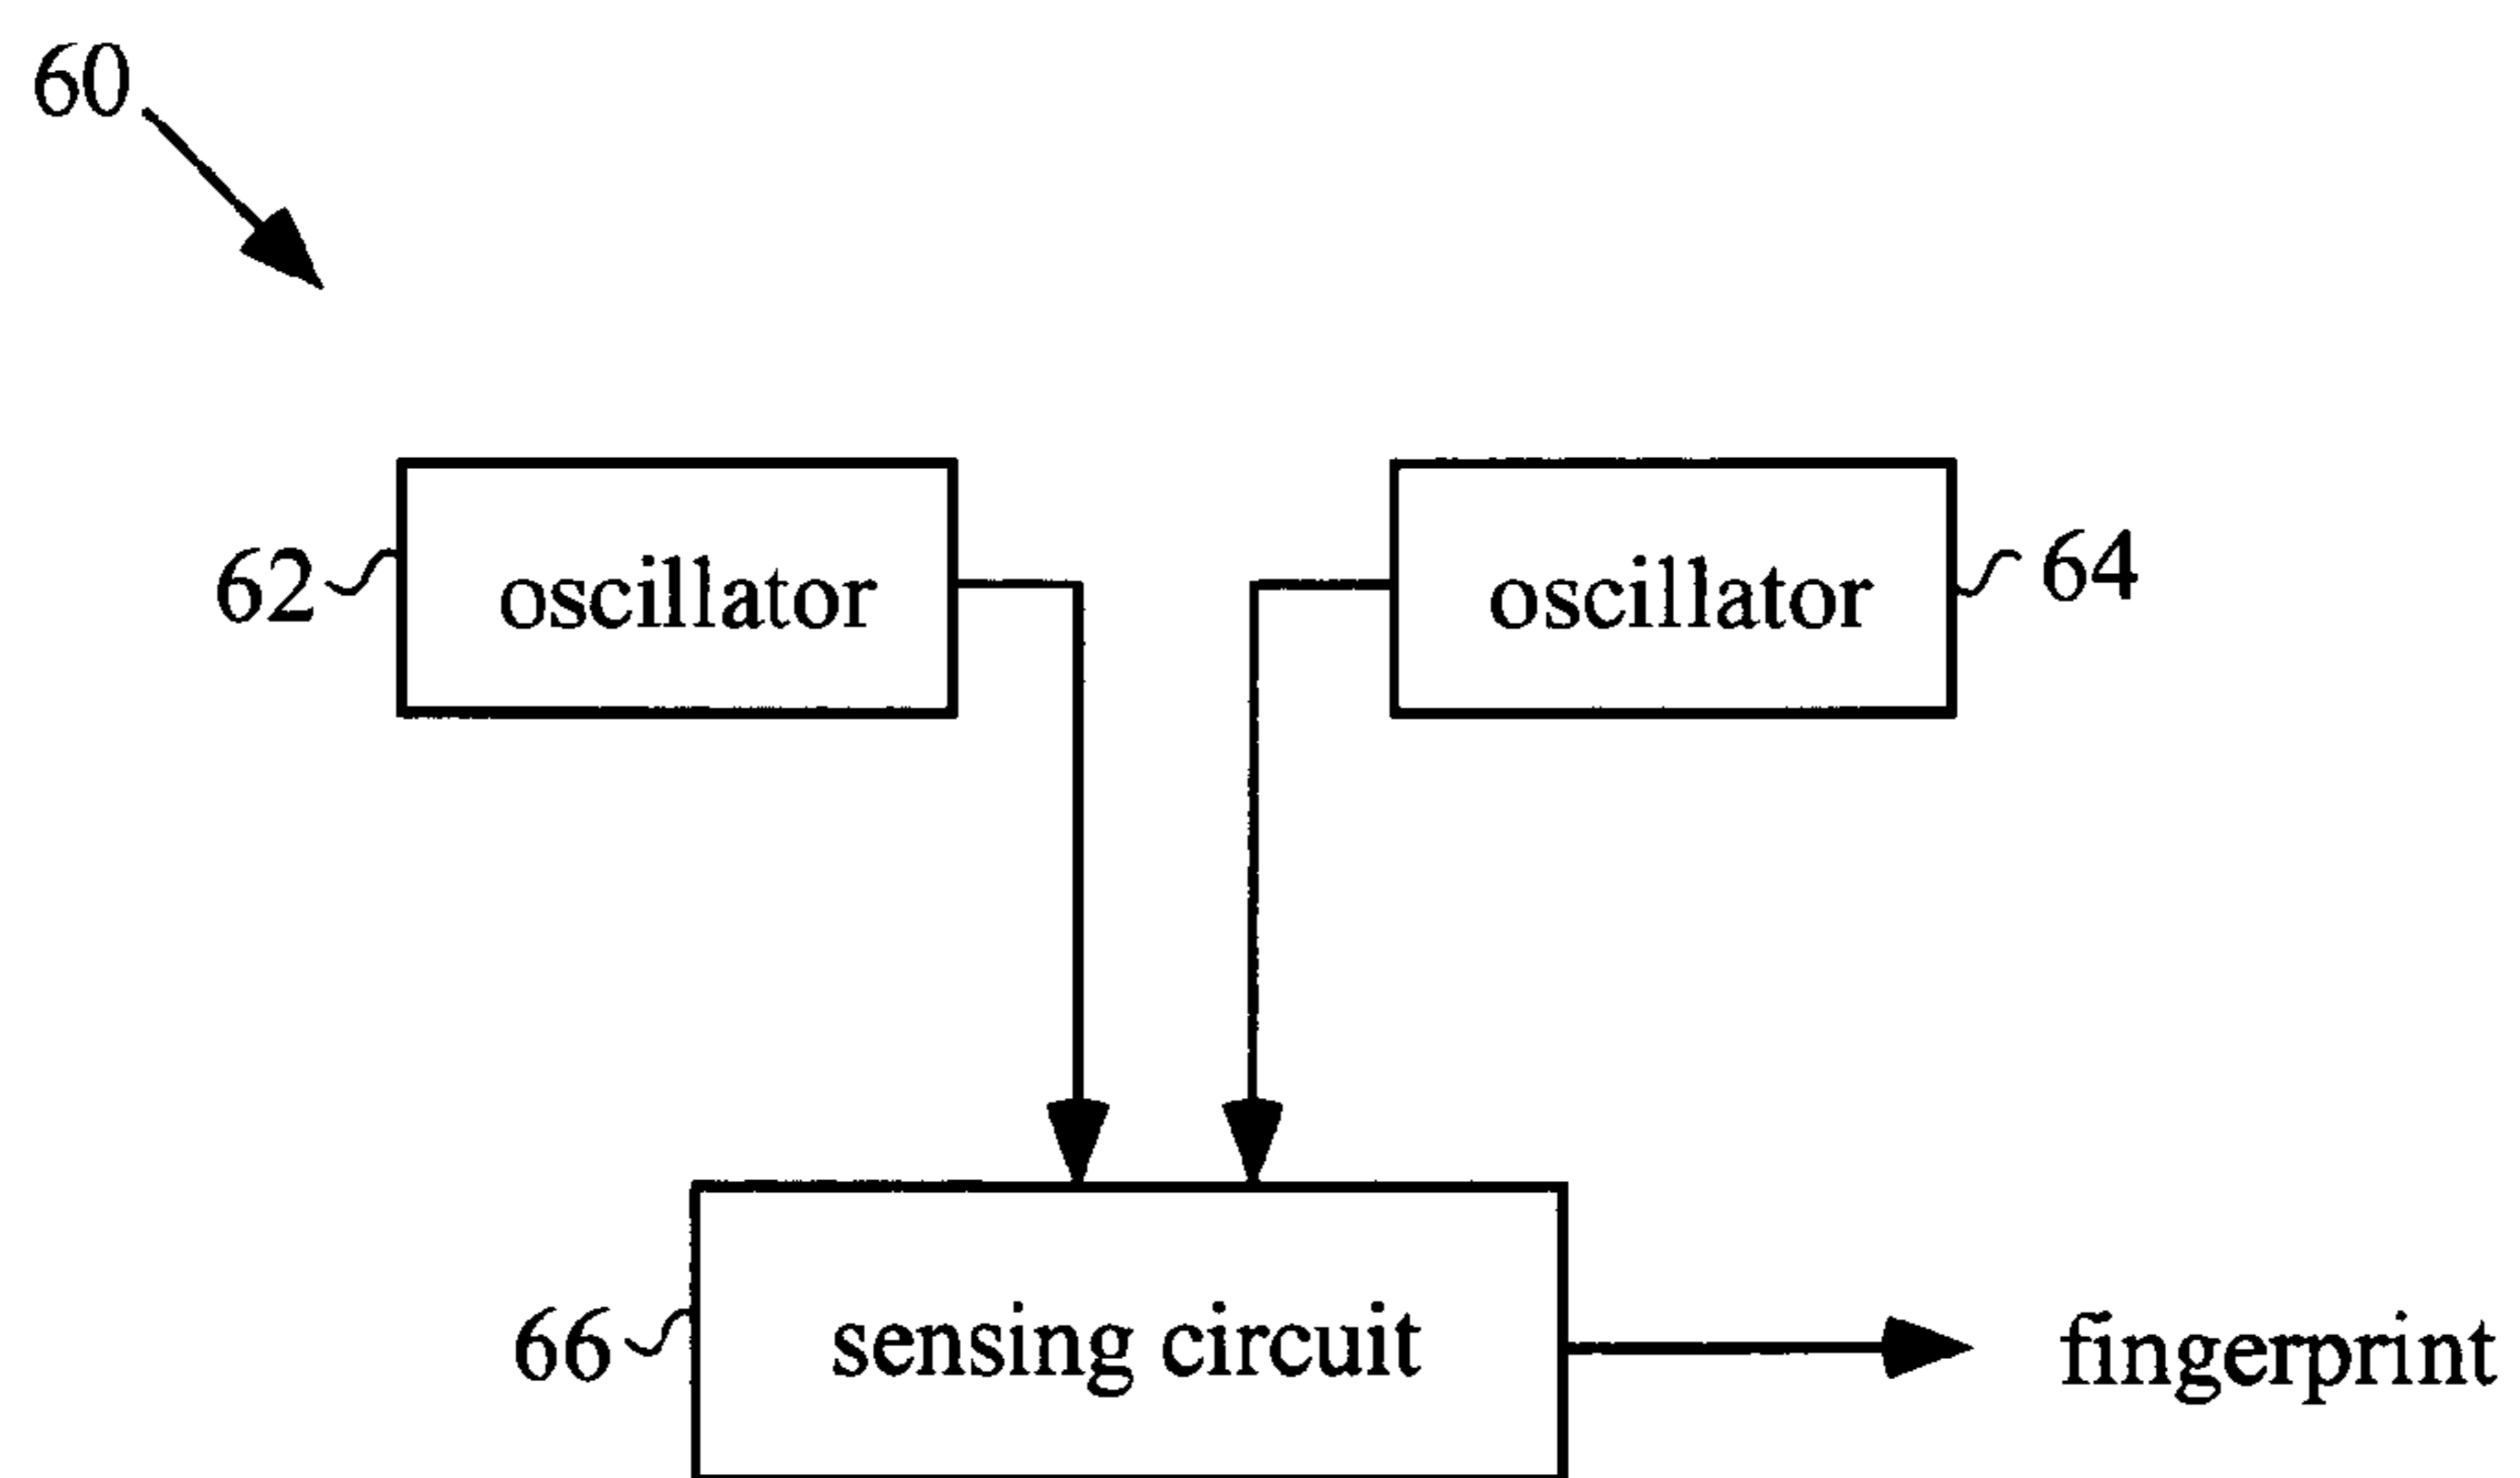 60
62 oscillator oscillator 64
66 sensing circuit fingerprint